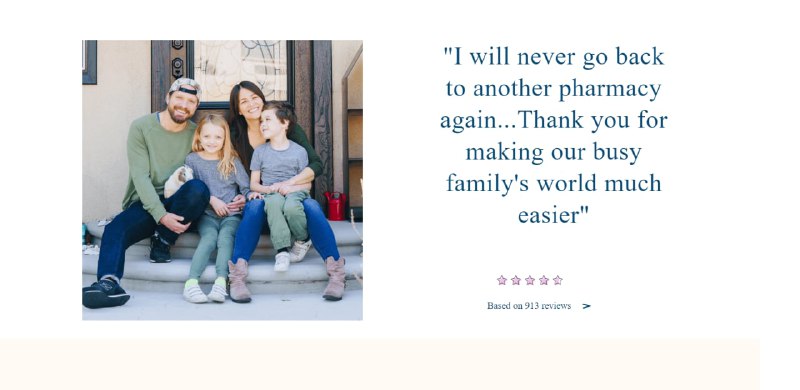 "I will never go back
to another pharmacy
again...Thank you for
making our busy
family's world much
easier"
Based on 913 reviews >